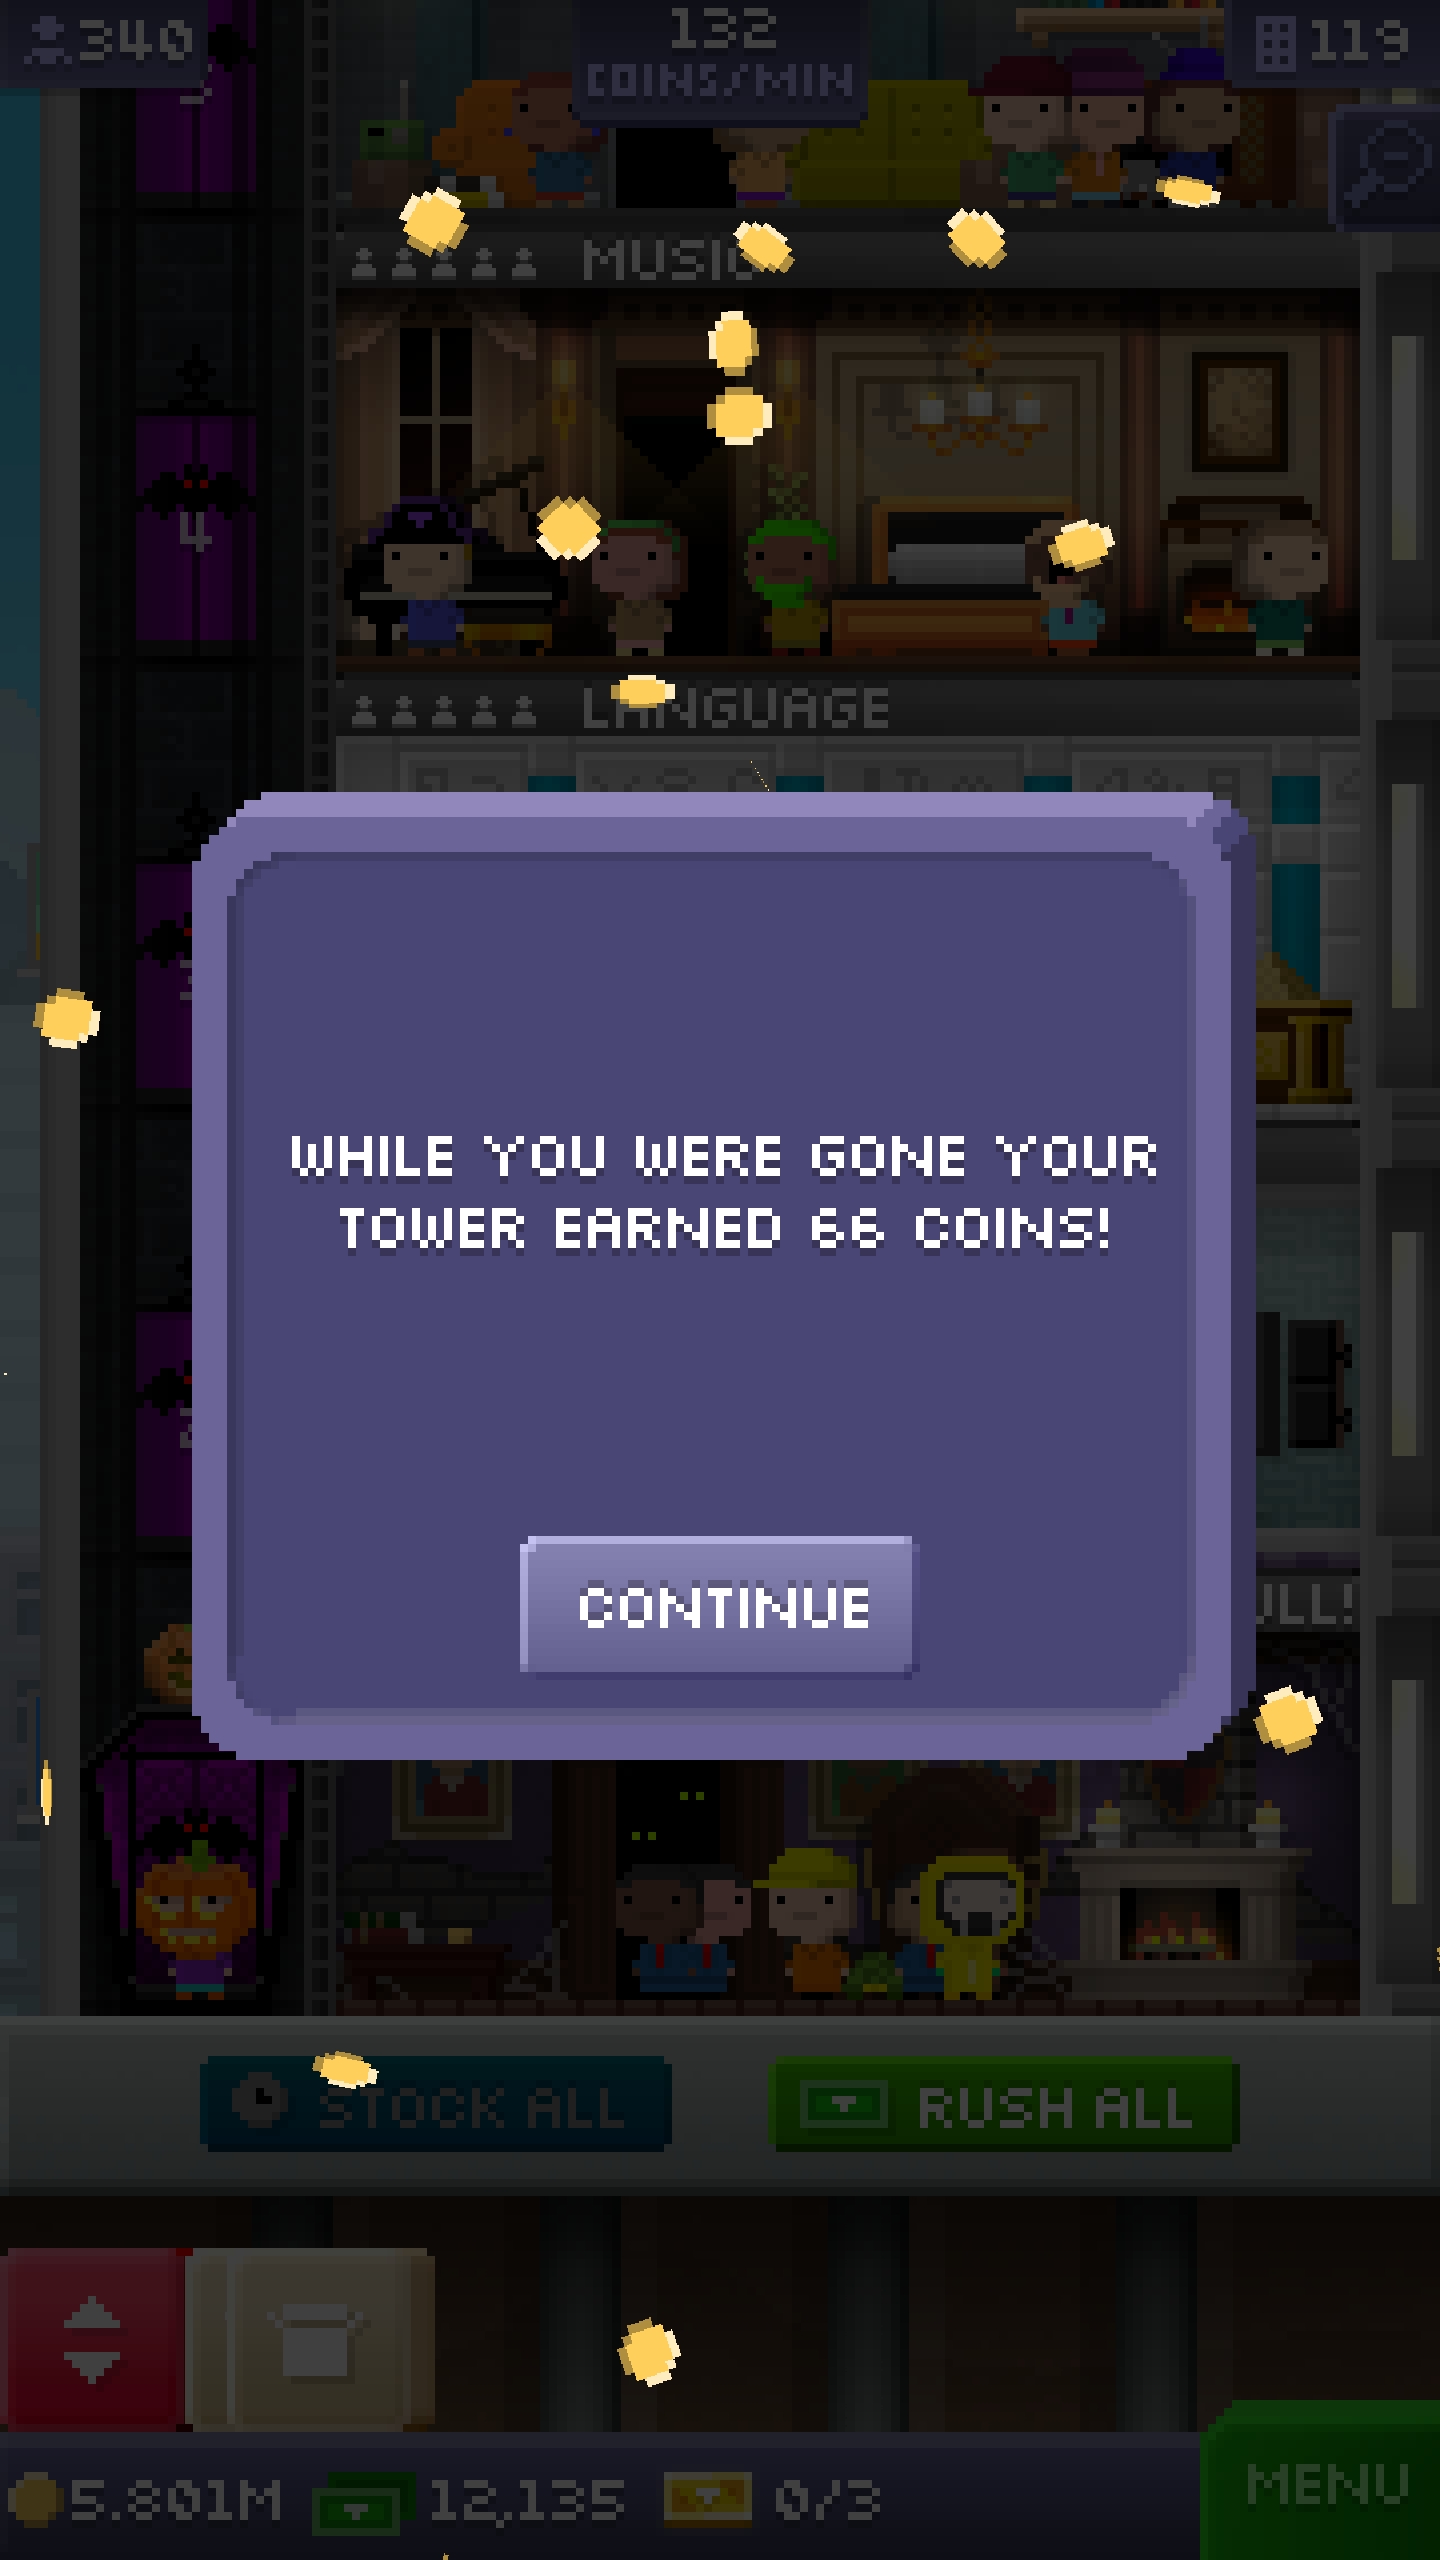 340
132
COINS/MIN
119
MUSIC
4
LANGUAGE
WHILE YOU WERE GONE YOUR
TOWER EARNED 66 COINS!
CONTINUE
STOCK ALL
RUSH ALL
5.801M
12,135
0/3
MENU